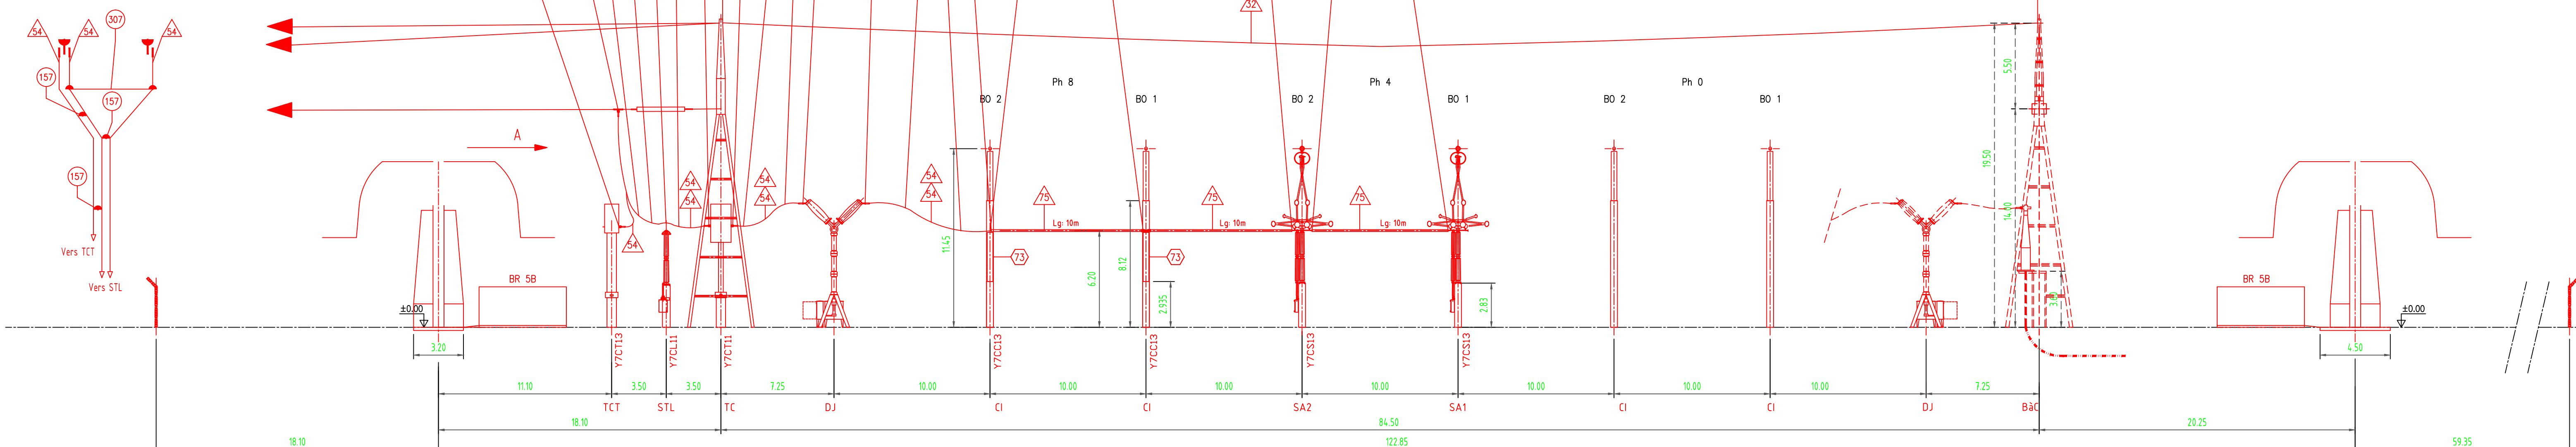 307
54
54
54
157
157
157
Vers TCT
Vers STL
A
32
Ph 8
Ph 4
Ph 0
BO 2
BO 1
BO 2
BO 1
BO 2
BO 1
54
54
54
54
54
54
54
75
75
75
Lg: 10m
Lg: 10m
Lg: 10m
73
73
11.45
6.20
8.12
2.935
2.83
19.50
5.50
14.00
BR 5B
BR 5B
±0.00
±0.00
3.20
4.50
Y7CT13
Y7CL11
Y7CT11
Y7CC13
Y7CC13
Y7CS13
Y7CS13
11.10
3.50
3.50
7.25
10.00
10.00
10.00
10.00
10.00
10.00
10.00
7.25
TCT
STL
TC
DJ
CI
CI
SA2
SA1
CI
CI
DJ
BàC
18.10
84.50
20.25
18.10
122.85
59.35